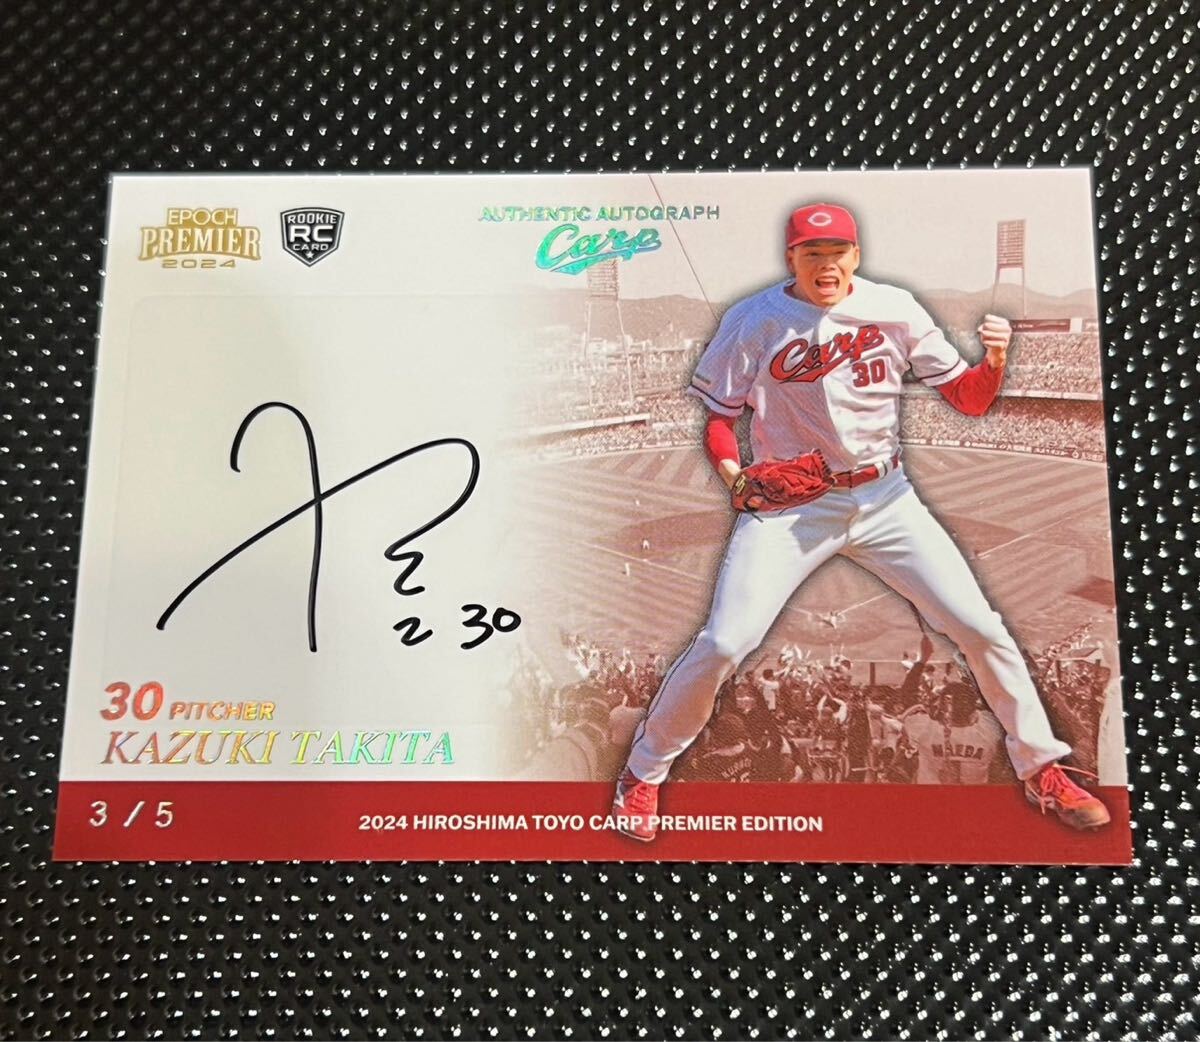 EPOCH
PREMIER
2024
ROOKIE
RC
CARD
AUTHENTIC AUTOGRAPH
Carp
Carp
30
30
30 PITCHER
KAZUKI TAKITA
MAEDA
3 / 5
2024 HIROSHIMA TOYO CARP PREMIER EDITION